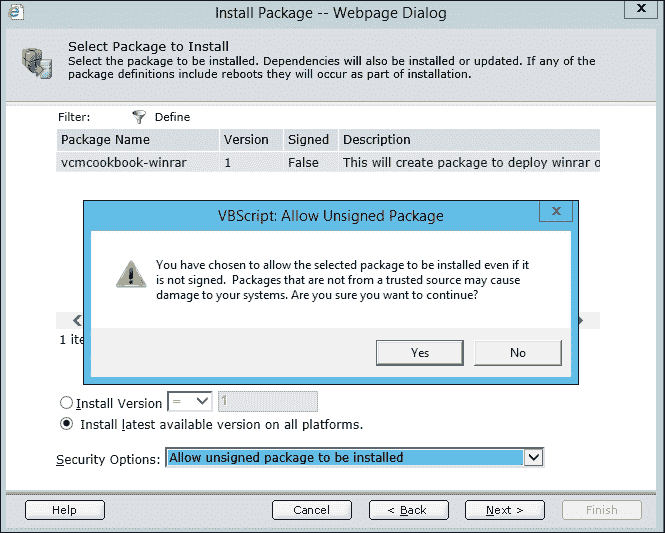 Install Package -- Webpage Dialog
X
Select Package to Install
Select the package to be installed. Dependencies will also be installed or updated. If any of the
package definitions include reboots they will occur as part of installation.
Filter: Define
Package Name Version Signed Description
vcmcookbook-winrar 1 False This will create package to deploy winrar o
VBScript: Allow Unsigned Package
X
You have chosen to allow the selected package to be installed even if it
is not signed. Packages that are not from a trusted source may cause
damage to your systems. Are you sure you want to continue?
Yes No
1 ite
Install Version = 1
Install latest available version on all platforms.
Security Options: Allow unsigned package to be installed
Help Cancel < Back Next > Finish